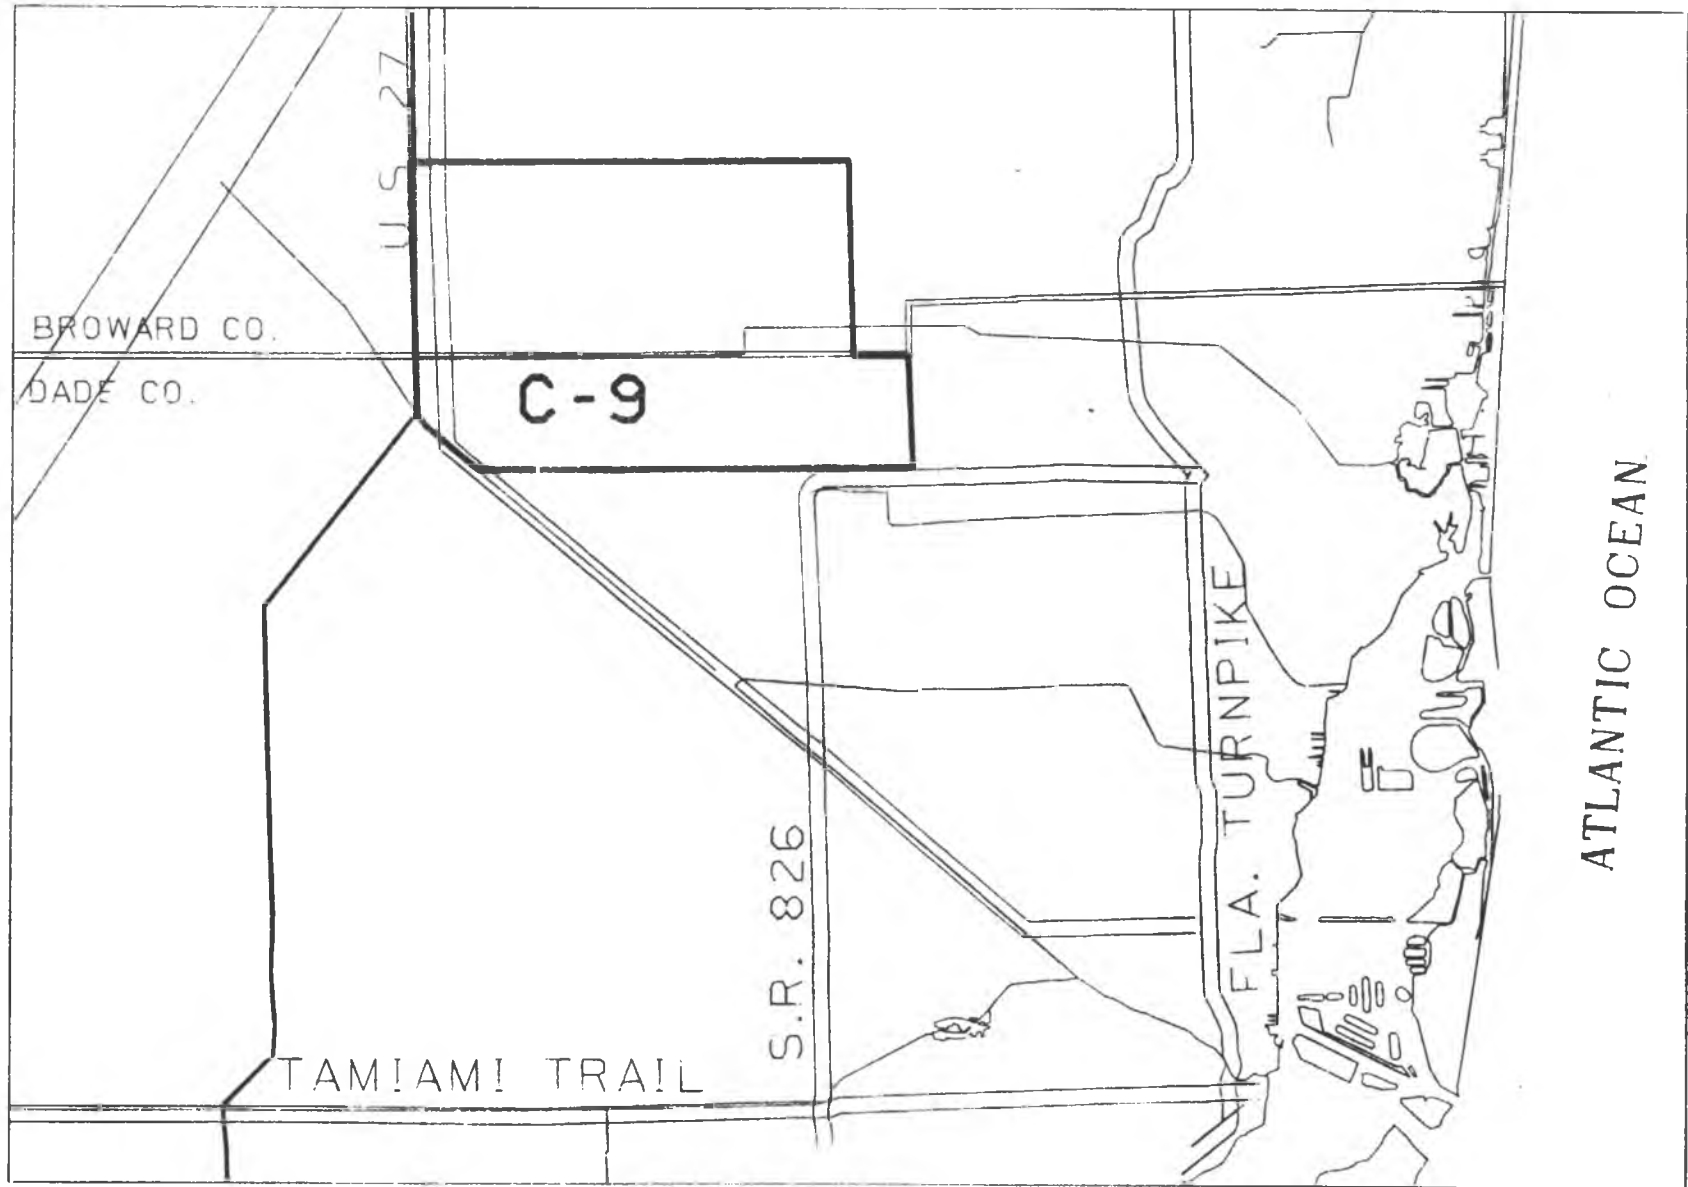 U S 27
BROWARD CO.
DADE CO.
C-9
ATLANTIC OCEAN
FLA. TURNPIKE
S.R. 826
TAMIAMI TRAIL